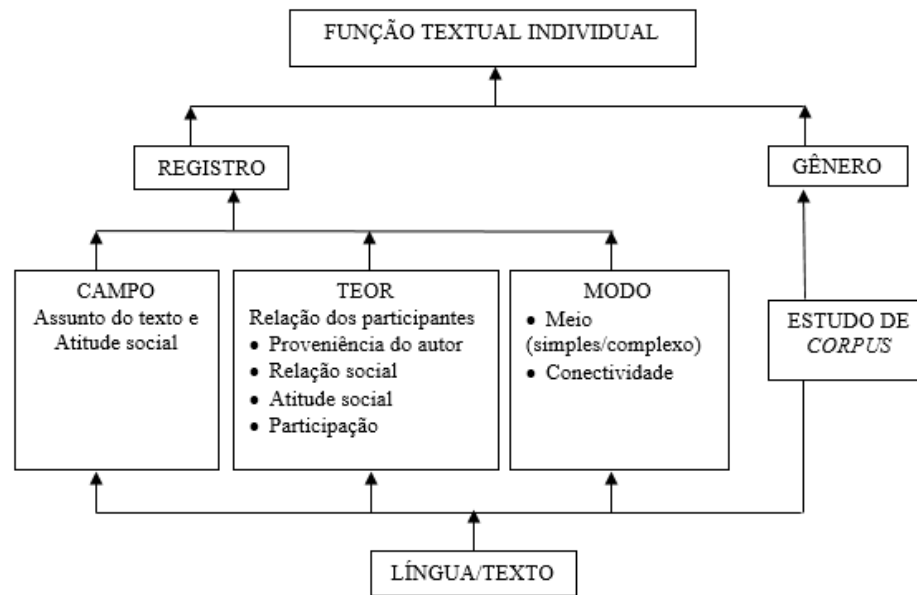 FUNÇÃO TEXTUAL INDIVIDUAL
REGISTRO
GÊNERO
CAMPO
Assunto do texto e
Atitude social
TEOR
Relação dos participantes
● Proveniência do autor
● Relação social
● Atitude social
● Participação
MODO
● Meio
(simples/complexo)
● Conectividade
ESTUDO DE
CORPUS
LÍNGUA/TEXTO